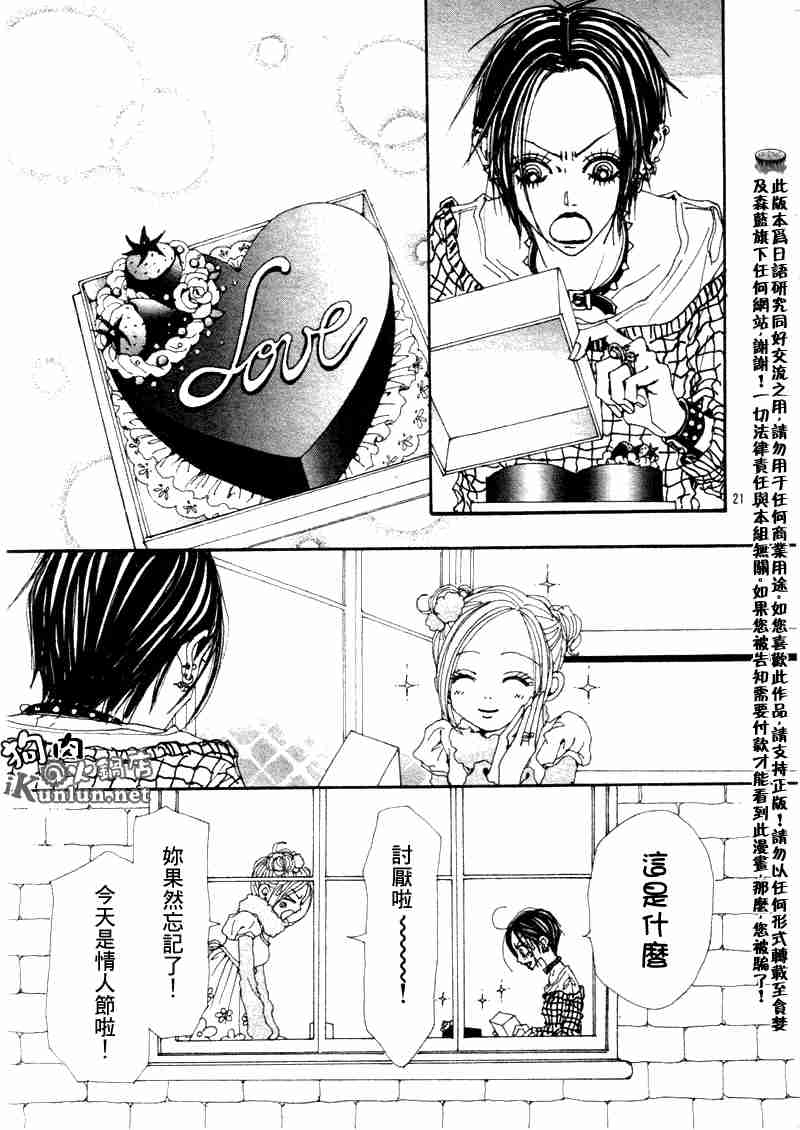 Love
21
這是什麼
討厭啦～～～！
妳果然忘記了！
今天是情人節啦！
狗肉
火鍋店
iKunlun.net
此版本爲日語研究同好交流之用，請勿用于任何商業用途。如您喜歡此作品，請支持正版！請勿以任何形式轉載至貪婪
及森藍旗下任何網站，謝謝！一切法律責任與本組無關。如果您被告知需要付款才能看到此漫畫，那麽，您被騙了！